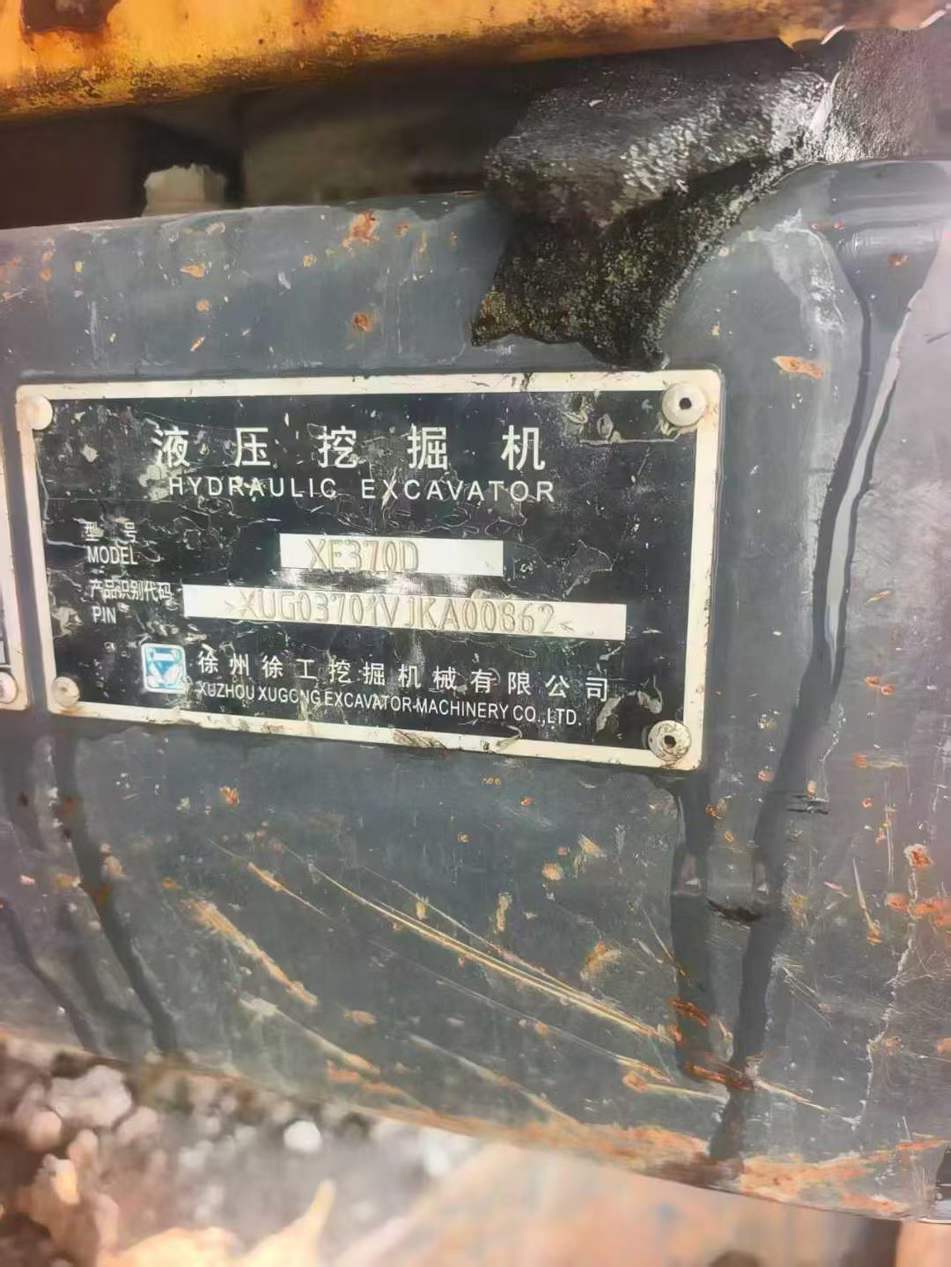 液压挖掘机
HYDRAULIC EXCAVATOR
型号
MODEL
XE370D
产品识别代码
PIN
XUG03701VJKA00862
徐州徐工挖掘机械有限公司
XUZHOU XUGONG EXCAVATOR MACHINERY CO.,LTD.